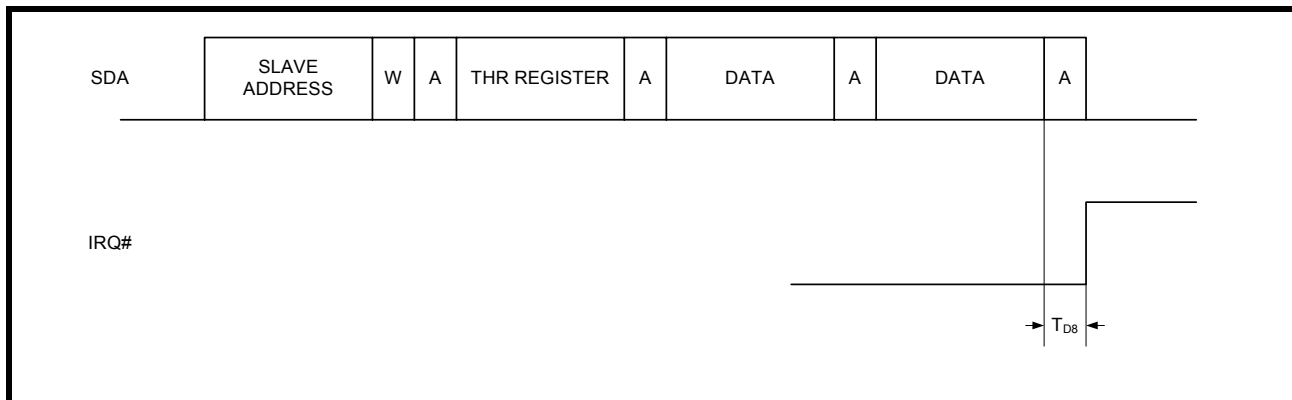 SDA
SLAVE
ADDRESS
W
A
THR REGISTER
A
DATA
A
DATA
A
IRQ#
TD8